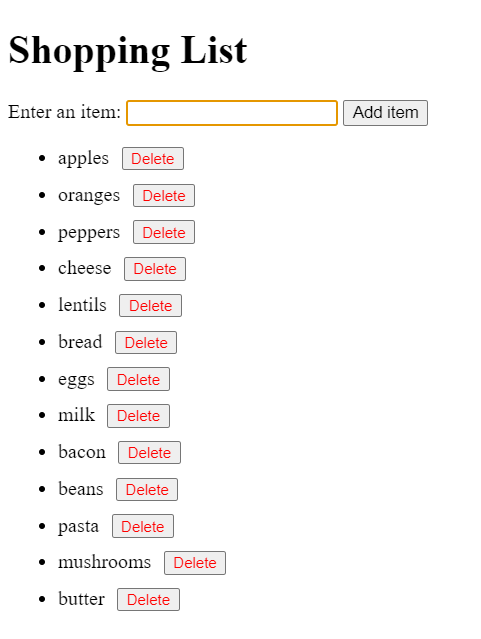 Shopping List
Enter an item: Add item
apples Delete
oranges Delete
peppers Delete
cheese Delete
lentils Delete
bread Delete
eggs Delete
milk Delete
bacon Delete
beans Delete
pasta Delete
mushrooms Delete
butter Delete